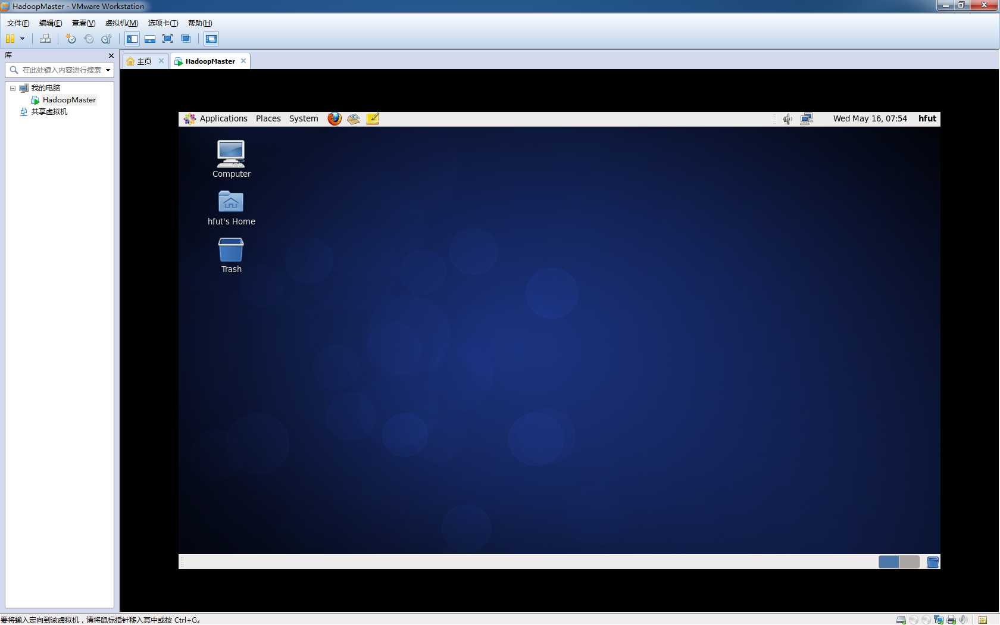 HadoopMaster - VMware Workstation
文件(F) 编辑(E) 查看(V) 虚拟机(M) 选项卡(T) 帮助(H)
库
在此处键入内容进行搜索
我的电脑
HadoopMaster
共享虚拟机
主页 HadoopMaster
Applications Places System Wed May 16, 07:54 hfut
Computer
hfut's Home
Trash
要将输入定向到该虚拟机，请将鼠标指针移入其中或按 Ctrl+G。